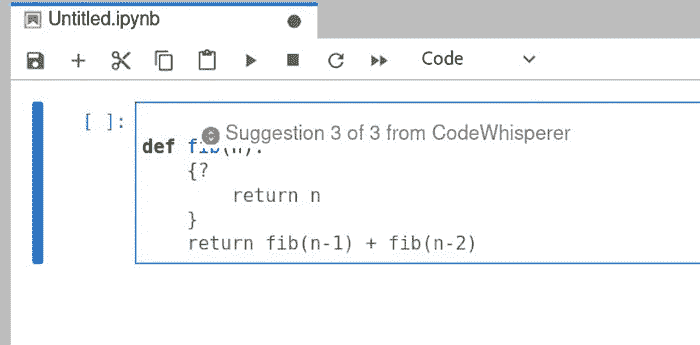 Untitled.ipynb
Code
[ ]:
Suggestion 3 of 3 from CodeWhisperer
def fib(n):
{?
return n
}
return fib(n-1) + fib(n-2)